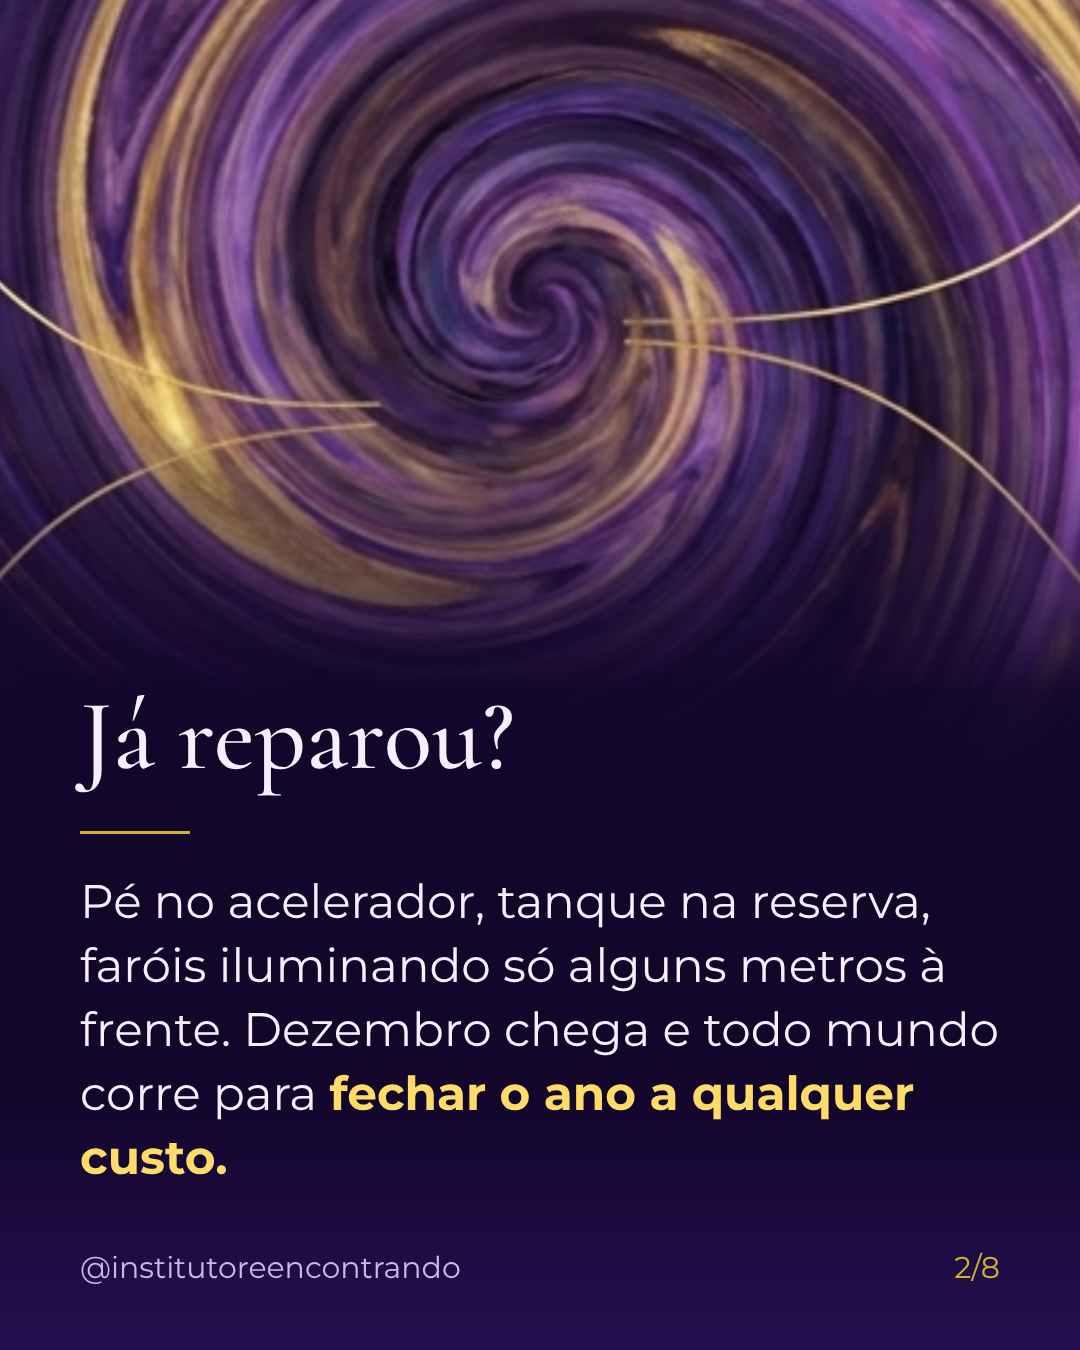 Já reparou?
Pé no acelerador, tanque na reserva,
faróis iluminando só alguns metros à
frente. Dezembro chega e todo mundo
corre para fechar o ano a qualquer
custo.
@institutoreencontrando
2/8